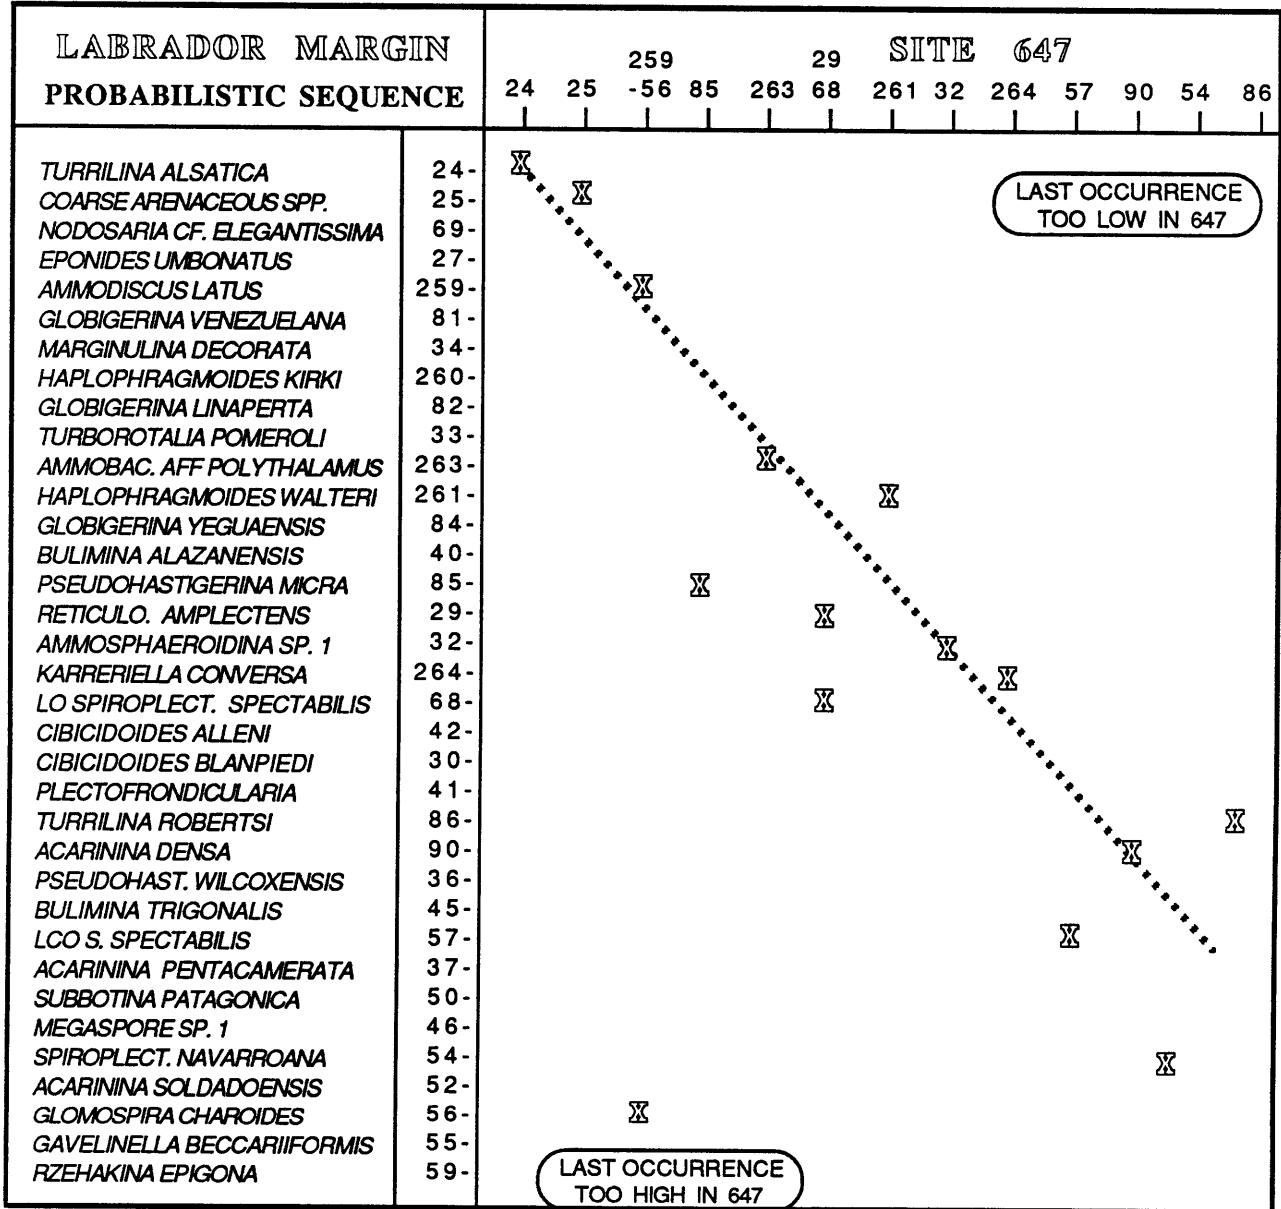 LABRADOR MARGIN
PROBABILISTIC SEQUENCE
SITE 647
259 29
24 25 -56 85 263 68 261 32 264 57 90 54 86
TURRILINA ALSATICA 24-
COARSE ARENACEOUS SPP. 25-
NODOSARIA CF. ELEGANTISSIMA 69-
EPONIDES UMBONATUS 27-
AMMODISCUS LATUS 259-
GLOBIGERINA VENEZUELANA 81-
MARGINULINA DECORATA 34-
HAPLOPHRAGMOIDES KIRKI 260-
GLOBIGERINA LINAPERTA 82-
TURBOROTALIA POMEROLI 33-
AMMOBAC. AFF POLYTHALAMUS 263-
HAPLOPHRAGMOIDES WALTERI 261-
GLOBIGERINA YEGUAENSIS 84-
BULIMINA ALAZANENSIS 40-
PSEUDOHASTIGERINA MICRA 85-
RETICULO. AMPLECTENS 29-
AMMOSPHAEROIDINA SP. 1 32-
KARRERIELLA CONVERSA 264-
LO SPIROPLECT. SPECTABILIS 68-
CIBICIDOIDES ALLENI 42-
CIBICIDOIDES BLANPIEDI 30-
PLECTOFRONDICULARIA 41-
TURRILINA ROBERTSI 86-
ACARININA DENSA 90-
PSEUDOHAST. WILCOXENSIS 36-
BULIMINA TRIGONALIS 45-
LCO S. SPECTABILIS 57-
ACARININA PENTACAMERATA 37-
SUBBOTINA PATAGONICA 50-
MEGASPORE SP. 1 46-
SPIROPLECT. NAVARROANA 54-
ACARININA SOLDADOENSIS 52-
GLOMOSPIRA CHAROIDES 56-
GAVELINELLA BECCARIIFORMIS 55-
RZEHAKINA EPIGONA 59-
LAST OCCURRENCE
TOO LOW IN 647
LAST OCCURRENCE
TOO HIGH IN 647